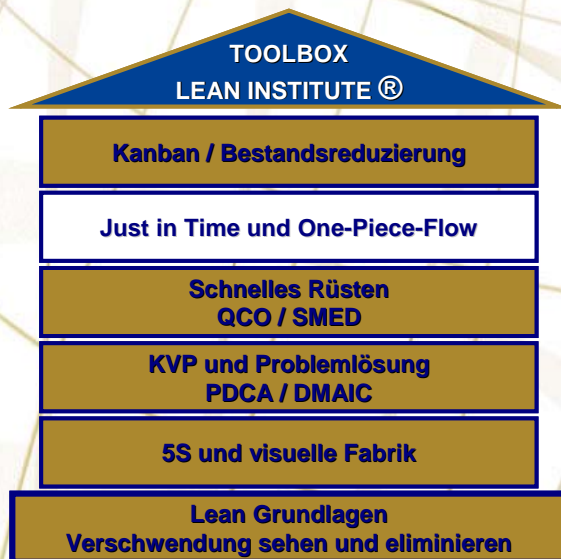 TOOLBOX
LEAN INSTITUTE ®
Kanban / Bestandsreduzierung
Just in Time und One-Piece-Flow
Schnelles Rüsten
QCO / SMED
KVP und Problemlösung
PDCA / DMAIC
5S und visuelle Fabrik
Lean Grundlagen
Verschwendung sehen und eliminieren